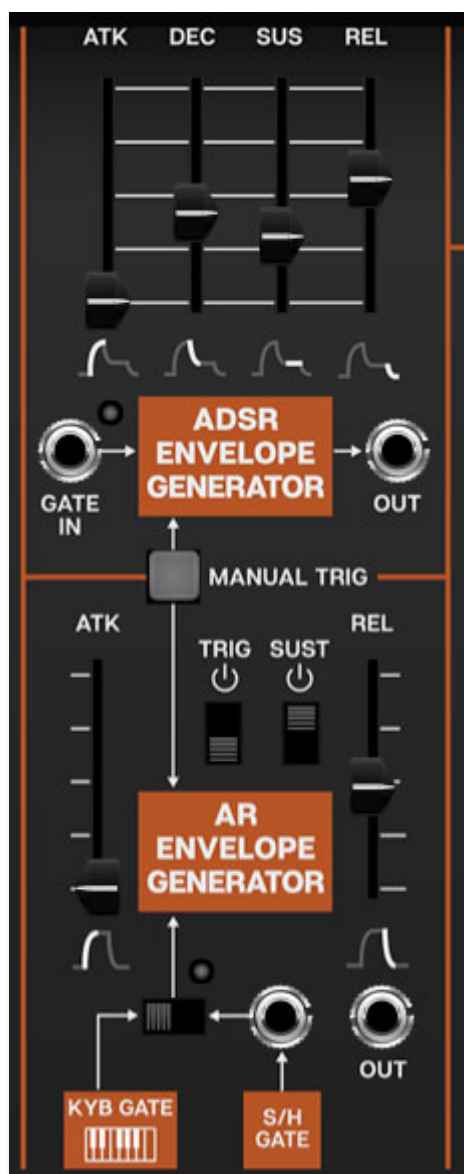 ATK DEC SUS REL
ADSR
ENVELOPE
GENERATOR
GATE
IN
OUT
MANUAL TRIG
ATK
REL
TRIG SUST
AR
ENVELOPE
GENERATOR
OUT
KYB GATE
S/H
GATE